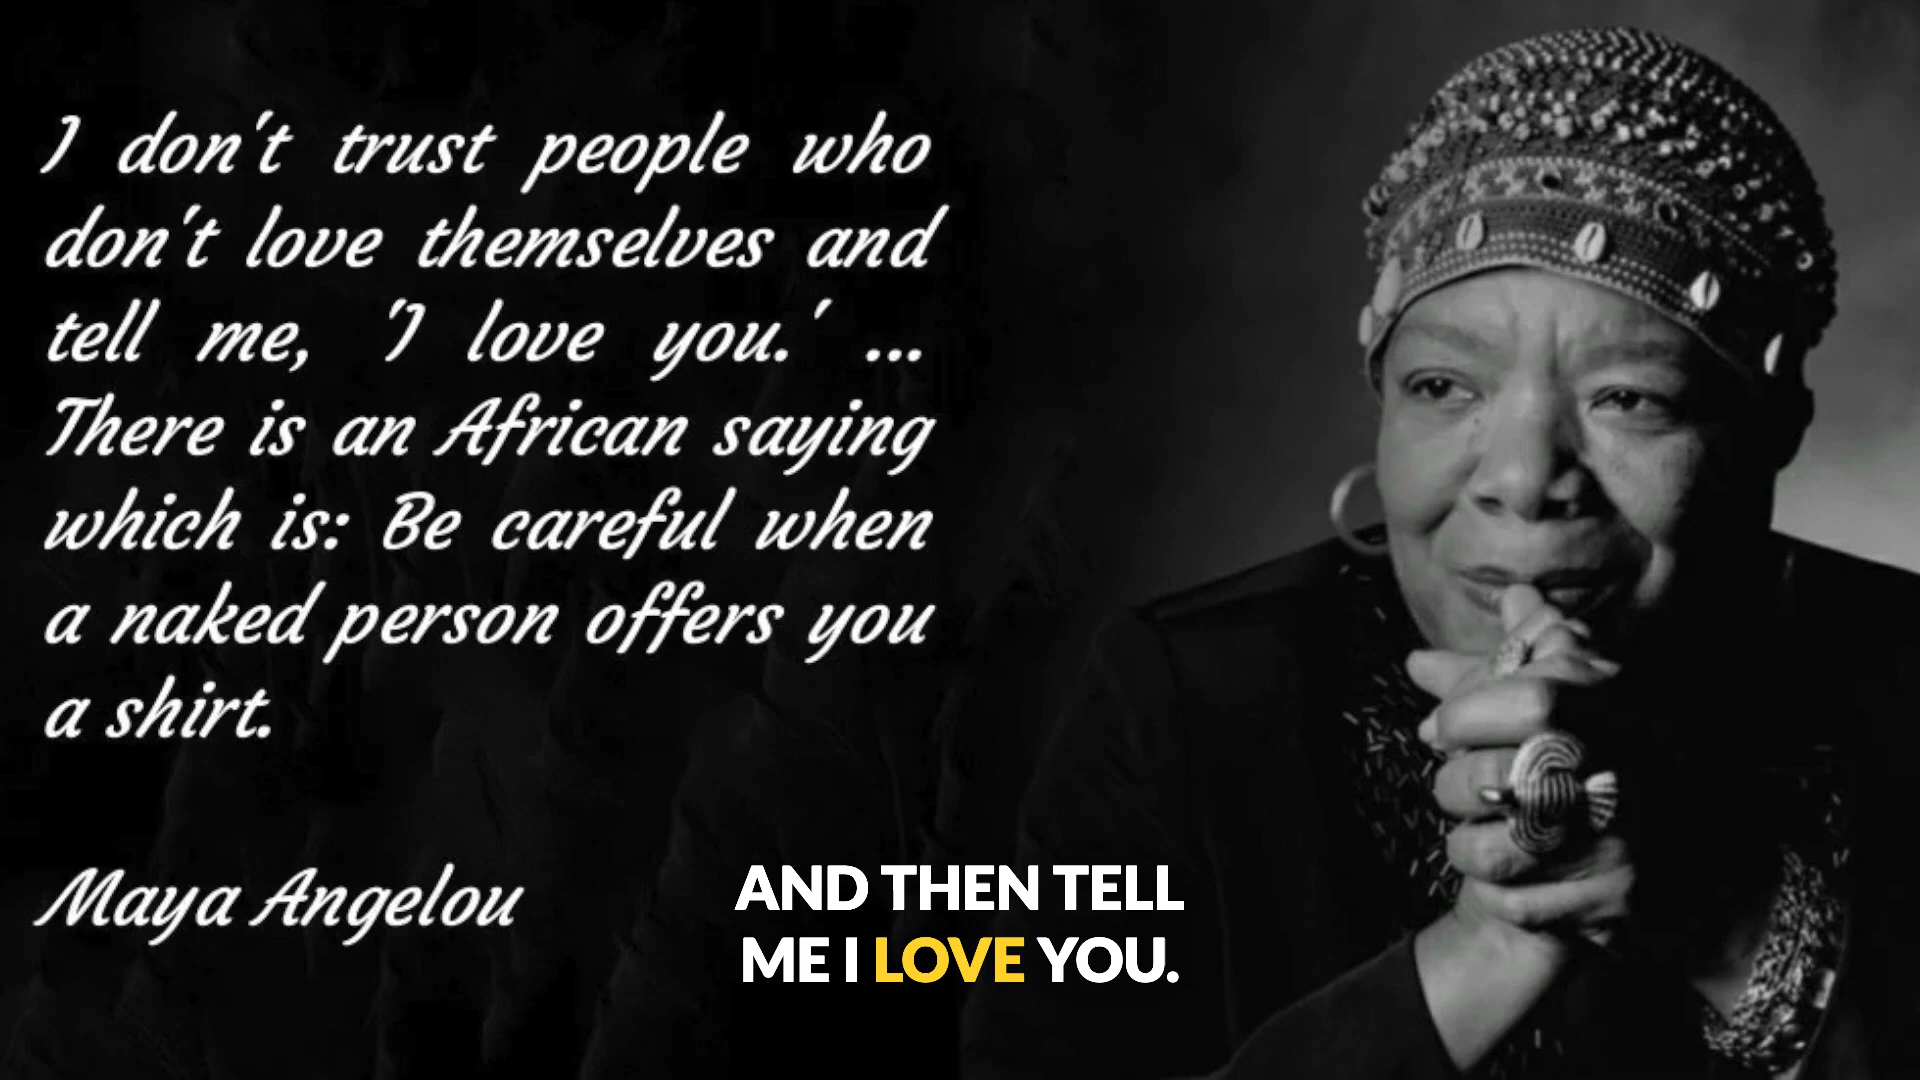 I don't trust people who
don't love themselves and
tell me, 'I love you.' ...
There is an African saying
which is: Be careful when
a naked person offers you
a shirt.
Maya Angelou
AND THEN TELL
ME I LOVE YOU.